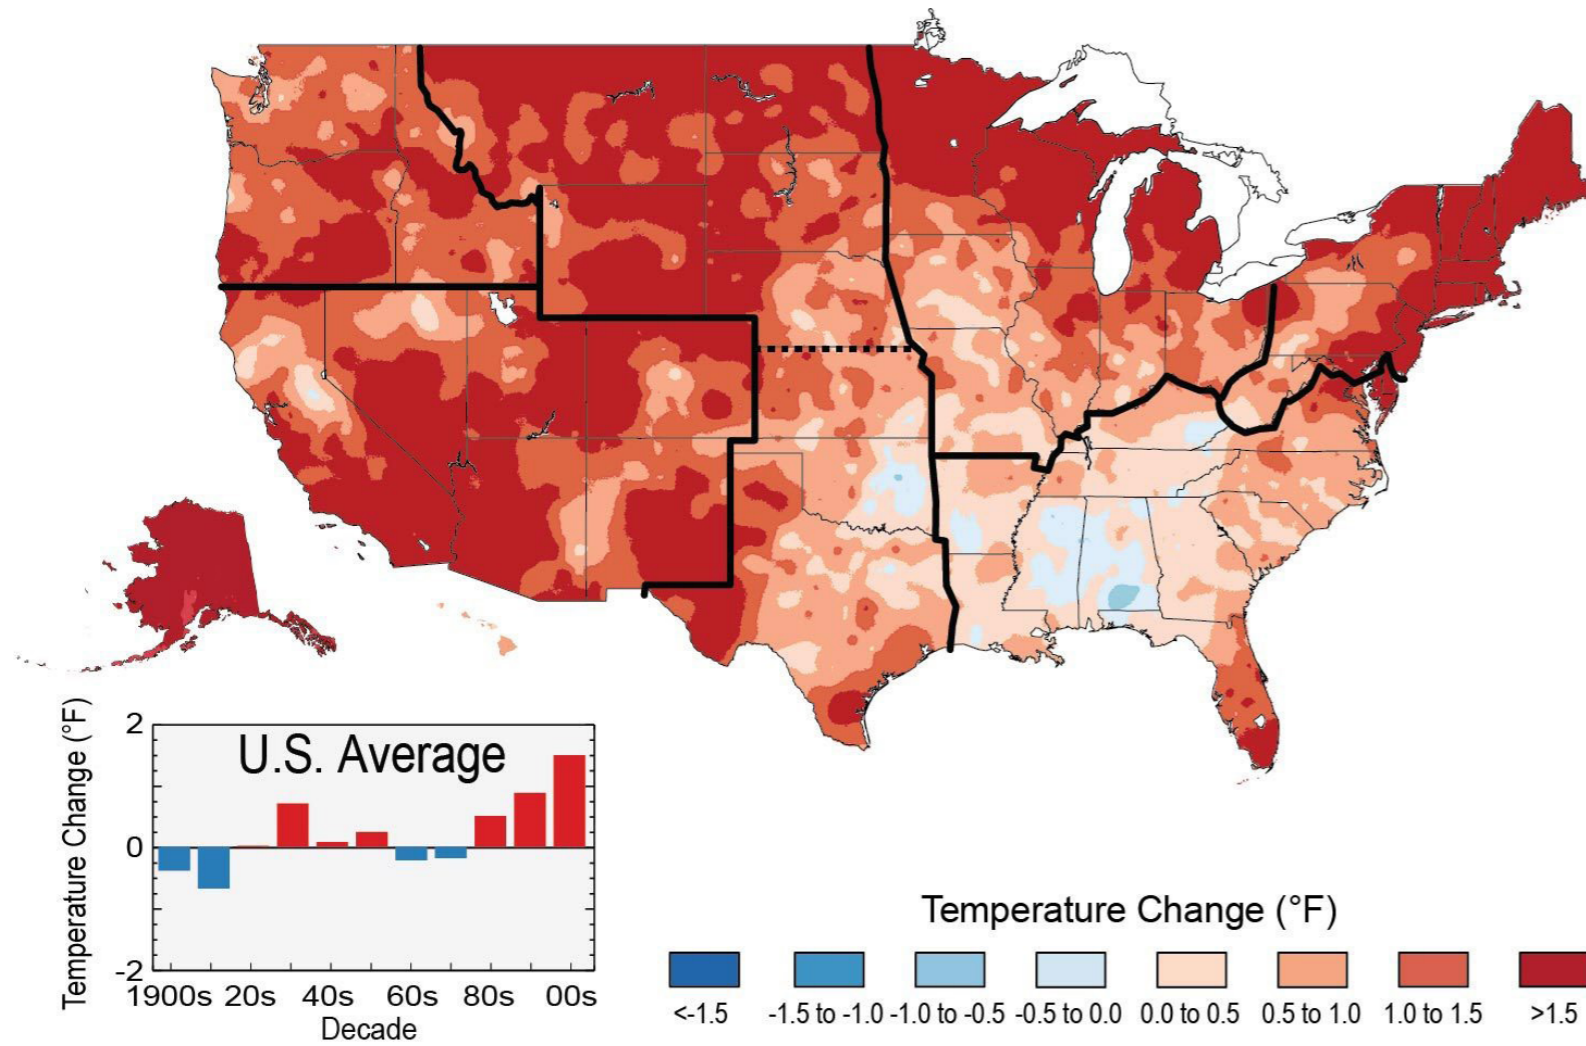 2
U.S. Average
0
-2
Temperature Change (°F)
1900s 20s 40s 60s 80s 00s
Decade
Temperature Change (°F)
<-1.5 -1.5 to -1.0 -1.0 to -0.5 -0.5 to 0.0 0.0 to 0.5 0.5 to 1.0 1.0 to 1.5 >1.5